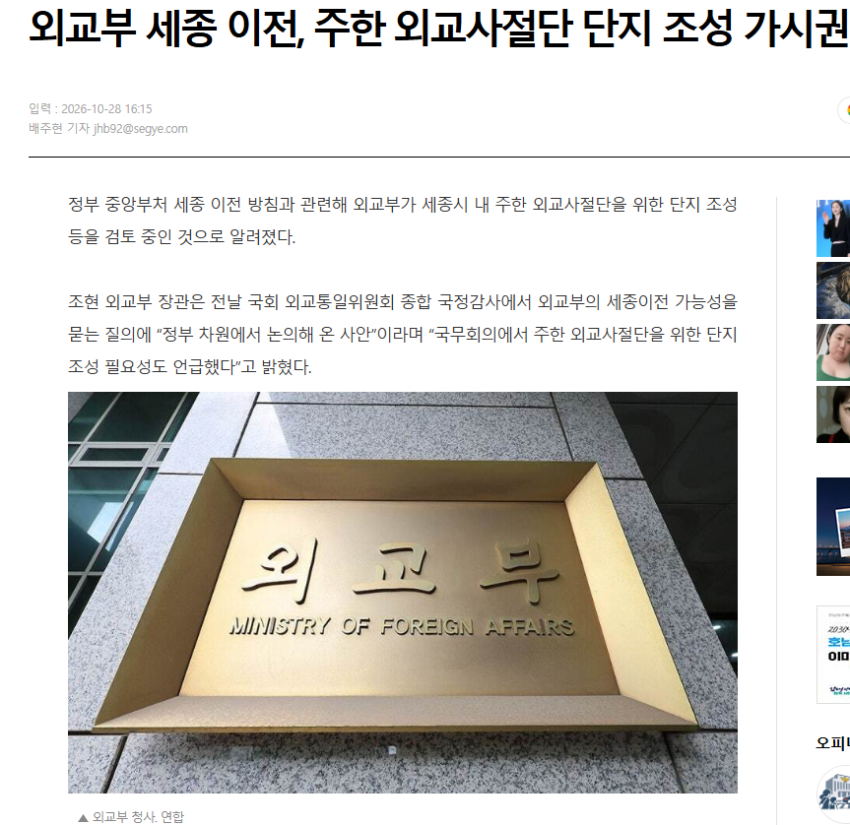 외교부 세종 이전, 주한 외교사절단 단지 조성 가시권
입력 : 2026-10-28 16:15
배주현 기자 jhb92@segye.com
정부 중앙부처 세종 이전 방침과 관련해 외교부가 세종시 내 주한 외교사절단을 위한 단지 조성
등을 검토 중인 것으로 알려졌다.
조현 외교부 장관은 전날 국회 외교통일위원회 종합 국정감사에서 외교부의 세종이전 가능성을
묻는 질의에 “정부 차원에서 논의해 온 사안”이라며 “국무회의에서 주한 외교사절단을 위한 단지
조성 필요성도 언급했다”고 밝혔다.
외교부
MINISTRY OF FOREIGN AFFAIRS
▲ 외교부 청사. 연합
2030
호남